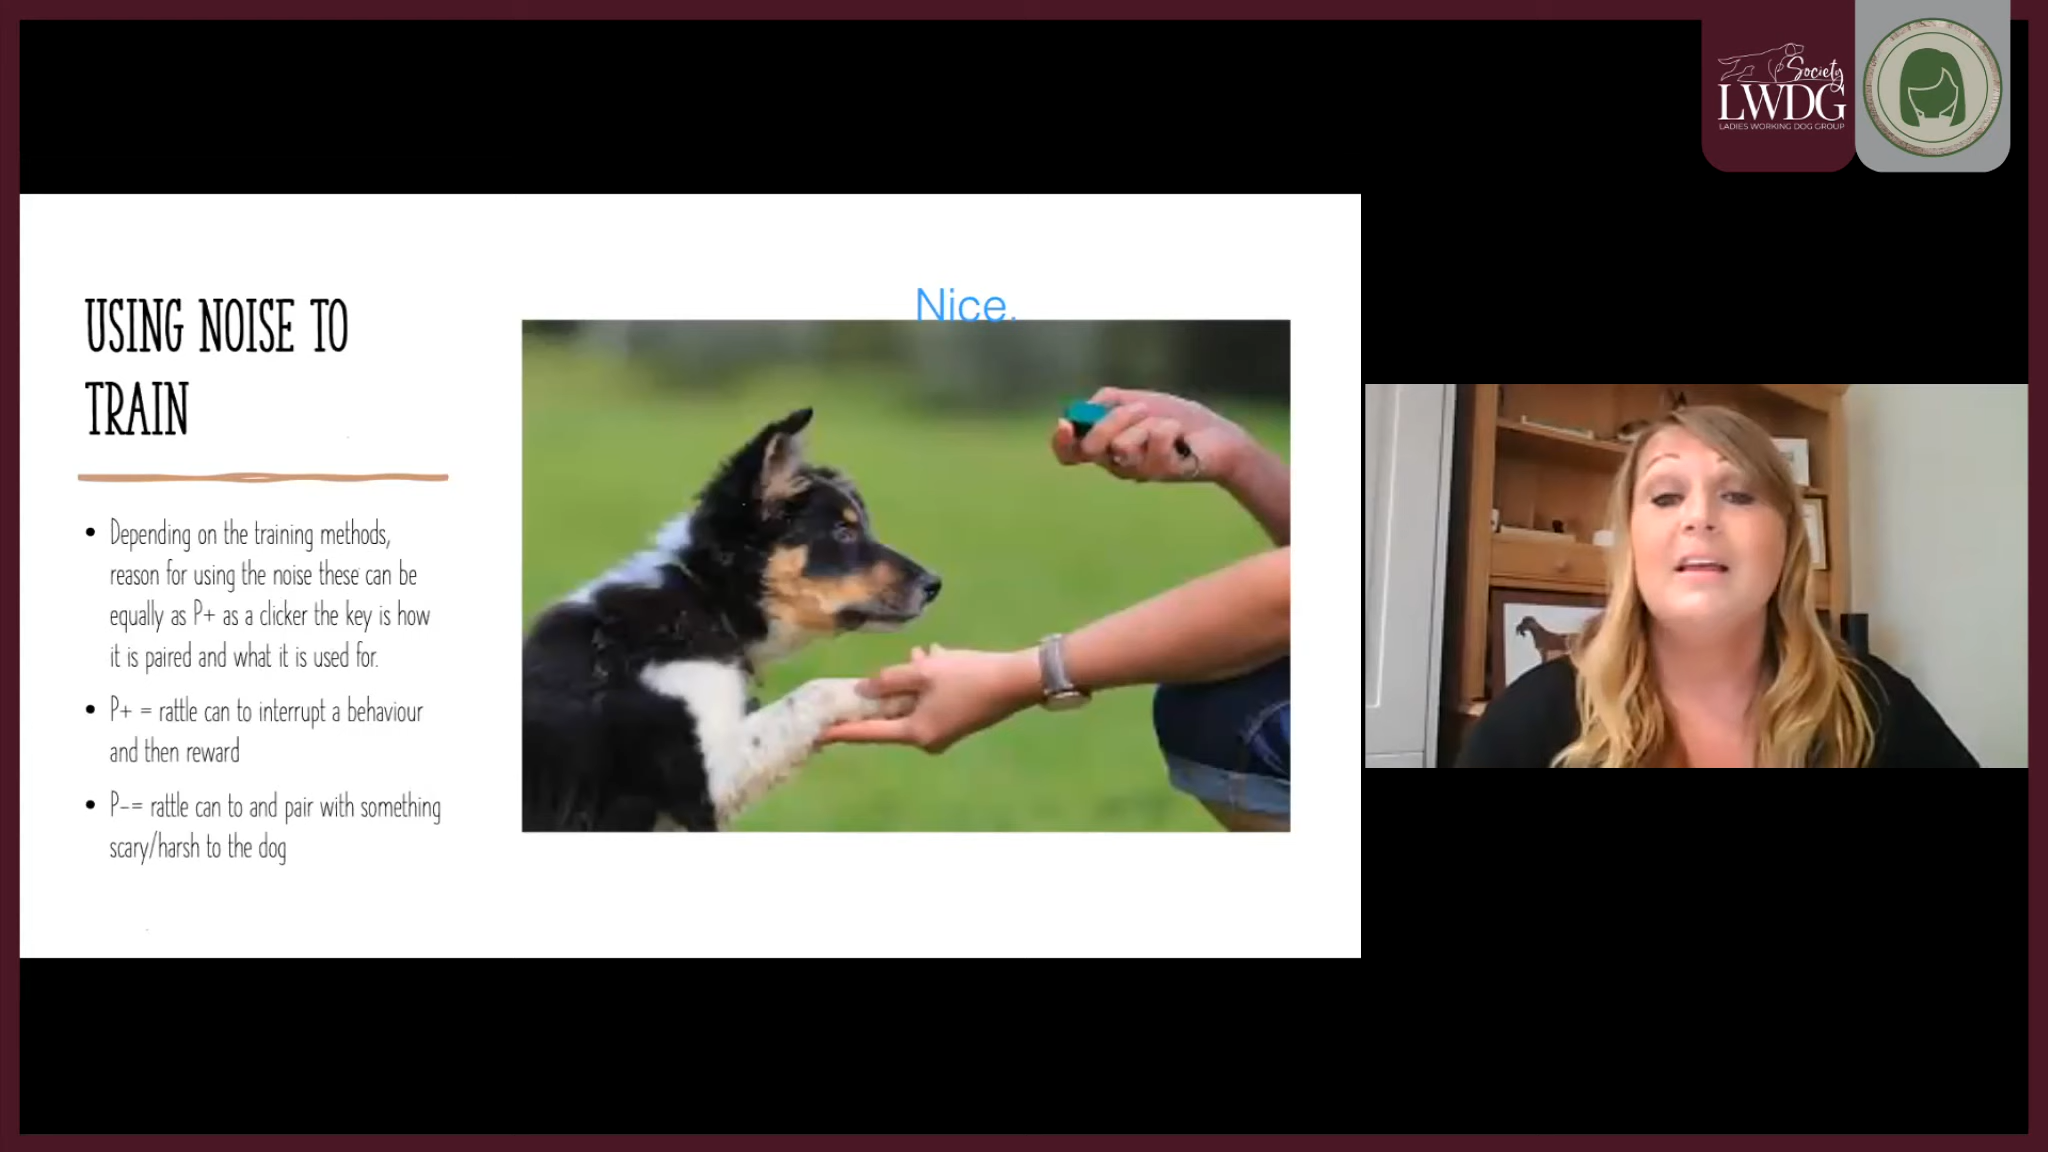 Society
LWDG
LADIES WORKING DOG GROUP
Nice.
USING NOISE TO
TRAIN
• Depending on the training methods,
reason for using the noise these can be
equally as P+ as a clicker the key is how
it is paired and what it is used for.
• P+ = rattle can to interrupt a behaviour
and then reward
• P-= rattle can to and pair with something
scary/harsh to the dog